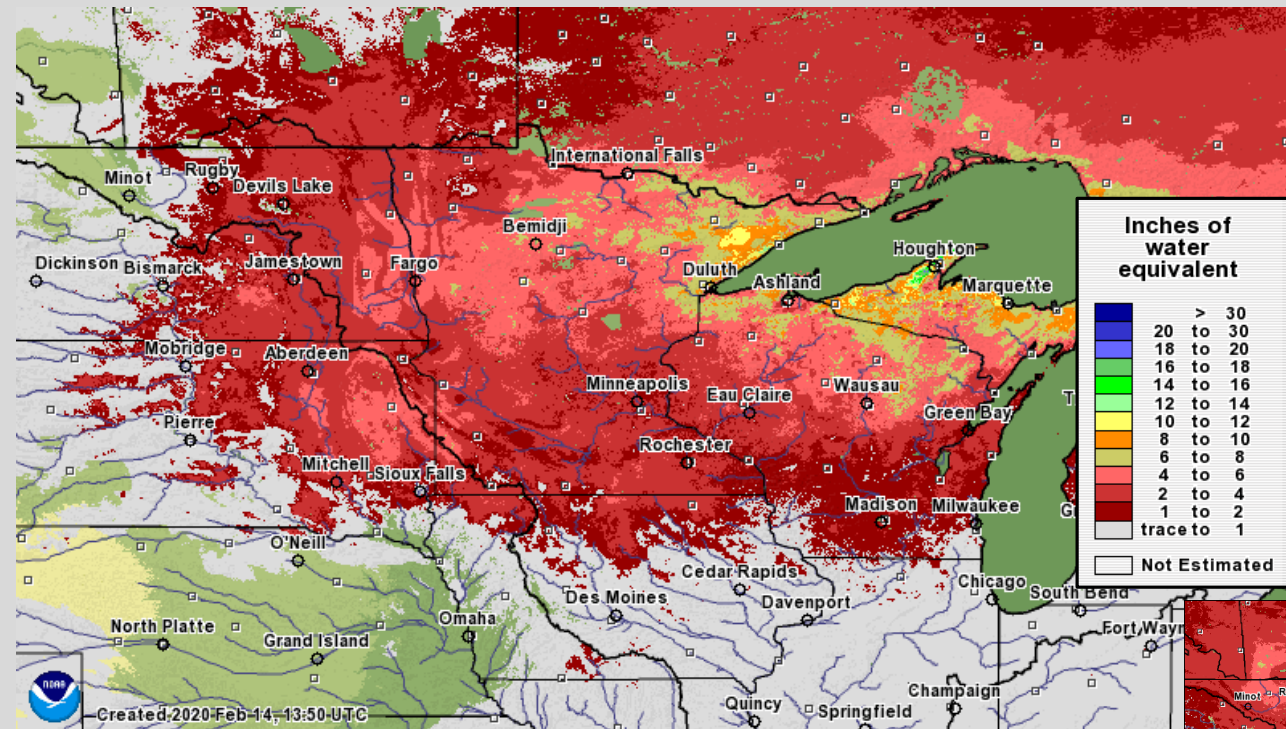 International Falls
Minot
Rugby
Devils Lake
Bemidji
Dickinson
Bismarck
Jamestown
Fargo
Duluth
Ashland
Houghton
Marquette
Mobridge
Aberdeen
Minneapolis
Eau Claire
Wausau
Green Bay
Pierre
Rochester
Mitchell
Sioux Falls
Madison
Milwaukee
O'Neill
Cedar Rapids
Des Moines
Davenport
Chicago
South Bend
North Platte
Grand Island
Omaha
Fort Wayn
Quincy
Springfield
Champaign
Inches of
water
equivalent
> 30
20 to 30
18 to 20
16 to 18
14 to 16
12 to 14
10 to 12
8 to 10
6 to 8
4 to 6
2 to 4
1 to 2
trace to 1
Not Estimated
T
G
Minot
R
NOAA
Created 2020 Feb 14, 13:50 UTC